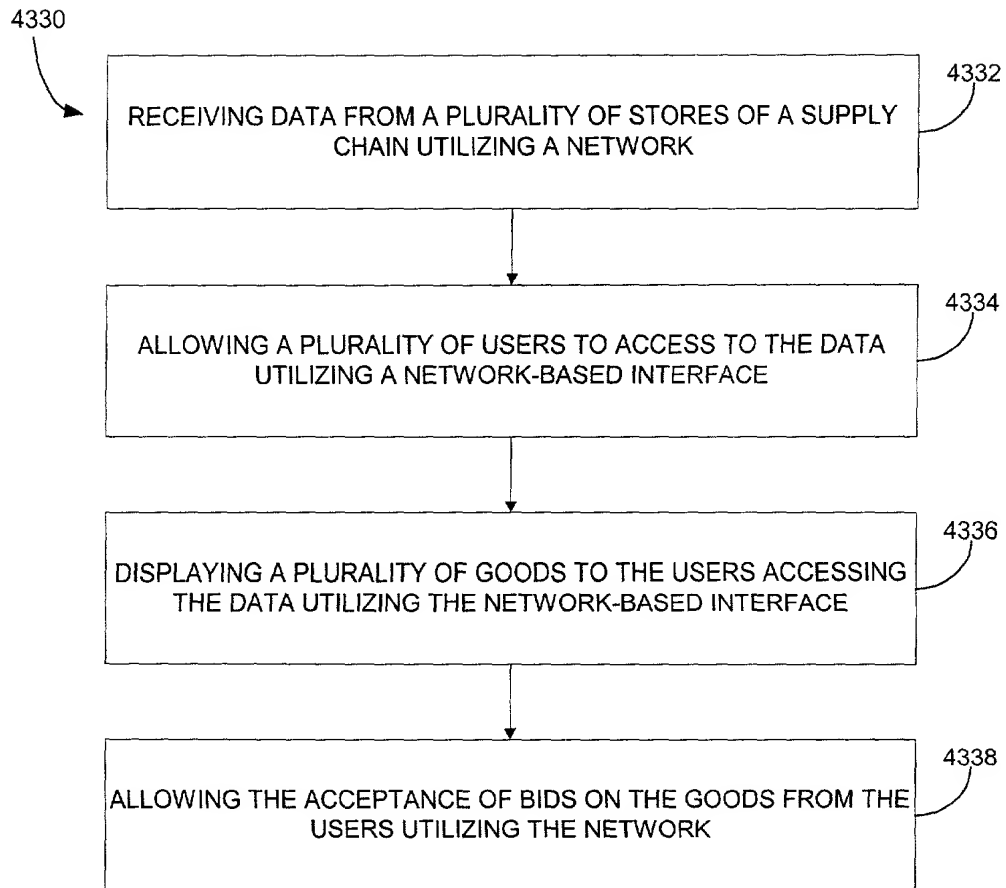 4330
4332
RECEIVING DATA FROM A PLURALITY OF STORES OF A SUPPLY
CHAIN UTILIZING A NETWORK
4334
ALLOWING A PLURALITY OF USERS TO ACCESS TO THE DATA
UTILIZING A NETWORK-BASED INTERFACE
4336
DISPLAYING A PLURALITY OF GOODS TO THE USERS ACCESSING
THE DATA UTILIZING THE NETWORK-BASED INTERFACE
4338
ALLOWING THE ACCEPTANCE OF BIDS ON THE GOODS FROM THE
USERS UTILIZING THE NETWORK